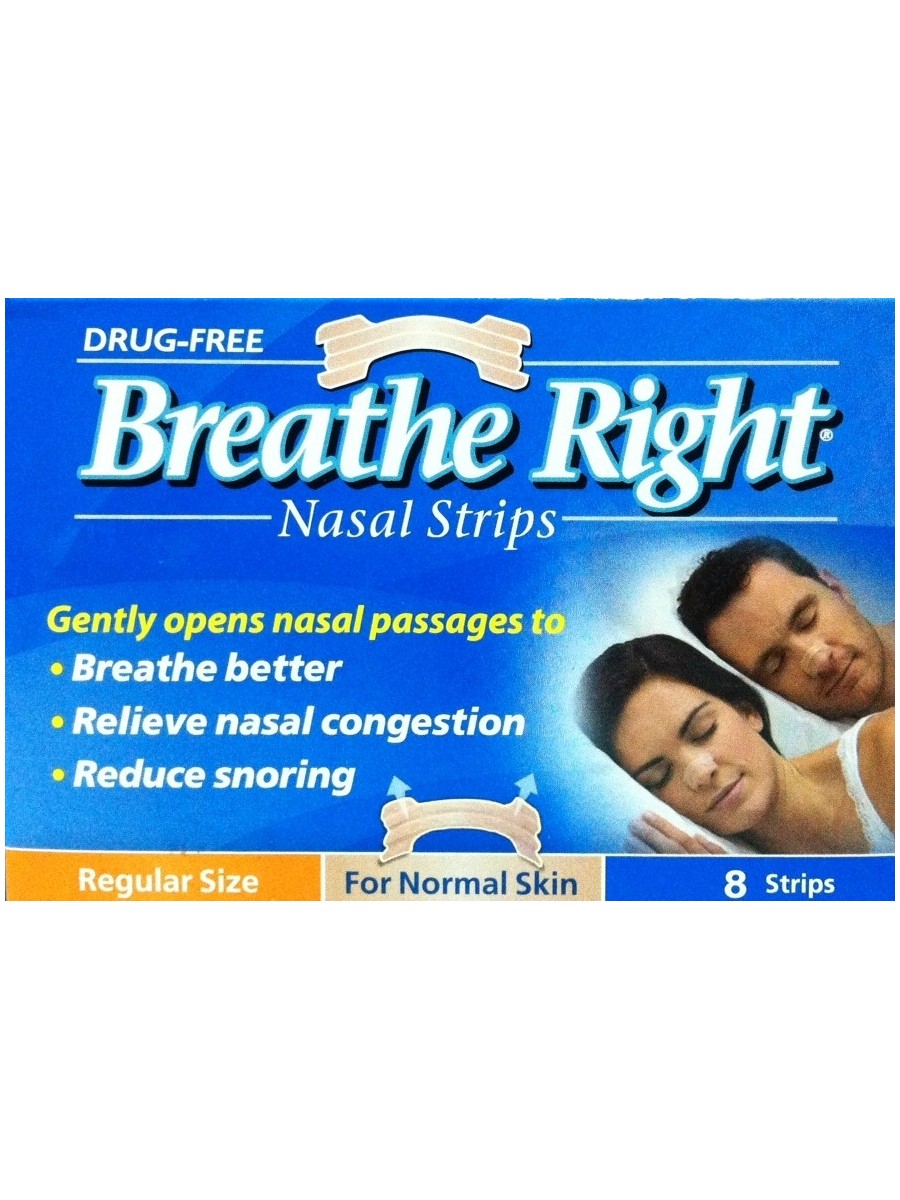 DRUG-FREE
Breathe Right®
Nasal Strips
Gently opens nasal passages to
• Breathe better
• Relieve nasal congestion
• Reduce snoring
Regular Size
For Normal Skin
8 Strips